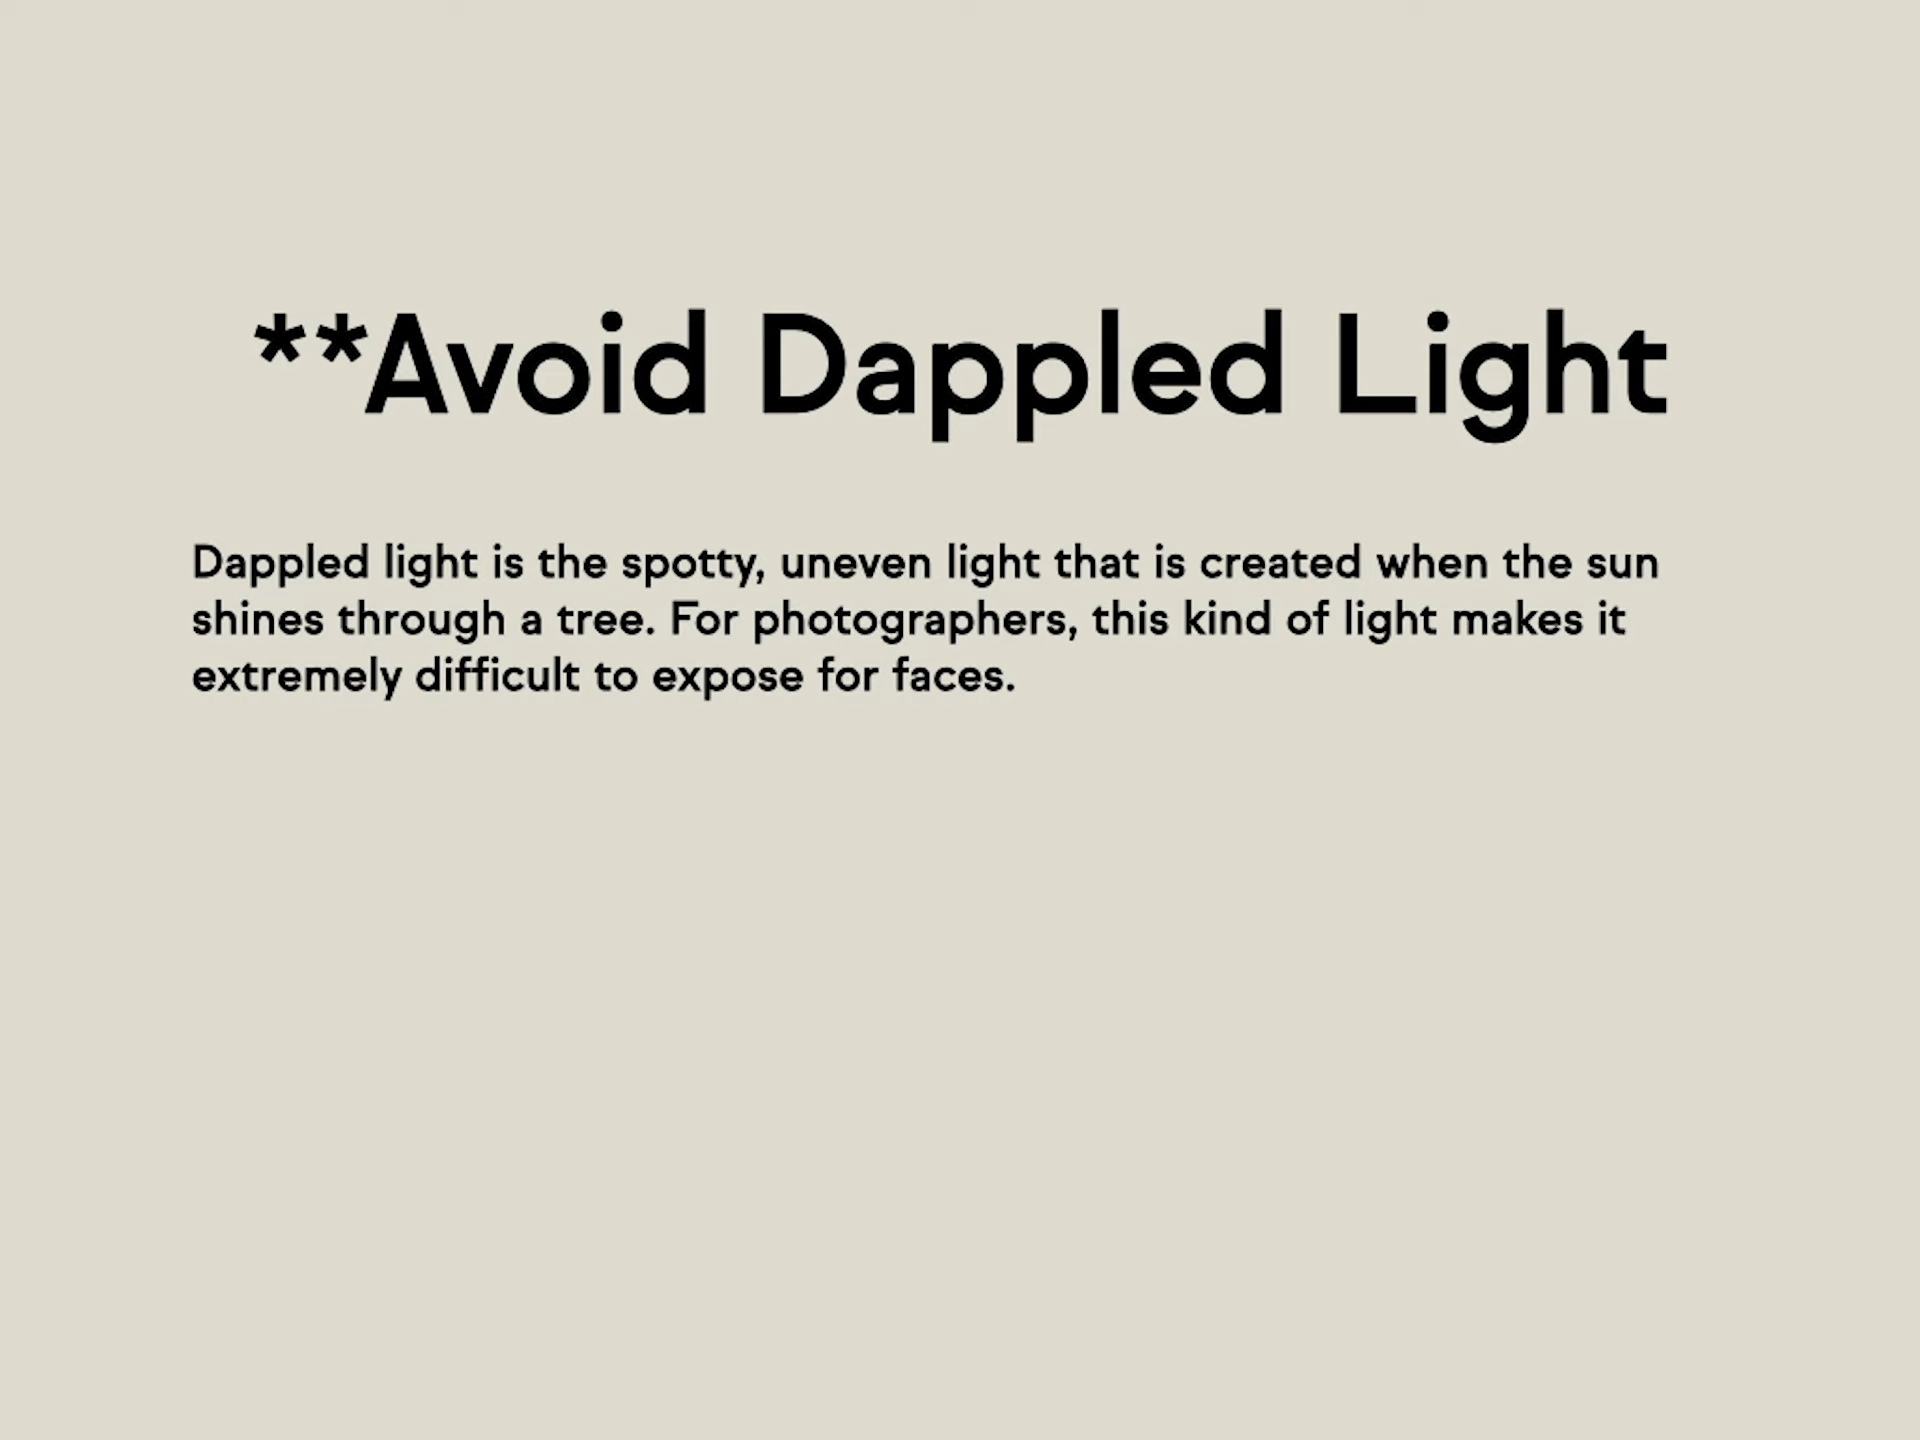 **Avoid Dappled Light
Dappled light is the spotty, uneven light that is created when the sun
shines through a tree. For photographers, this kind of light makes it
extremely difficult to expose for faces.